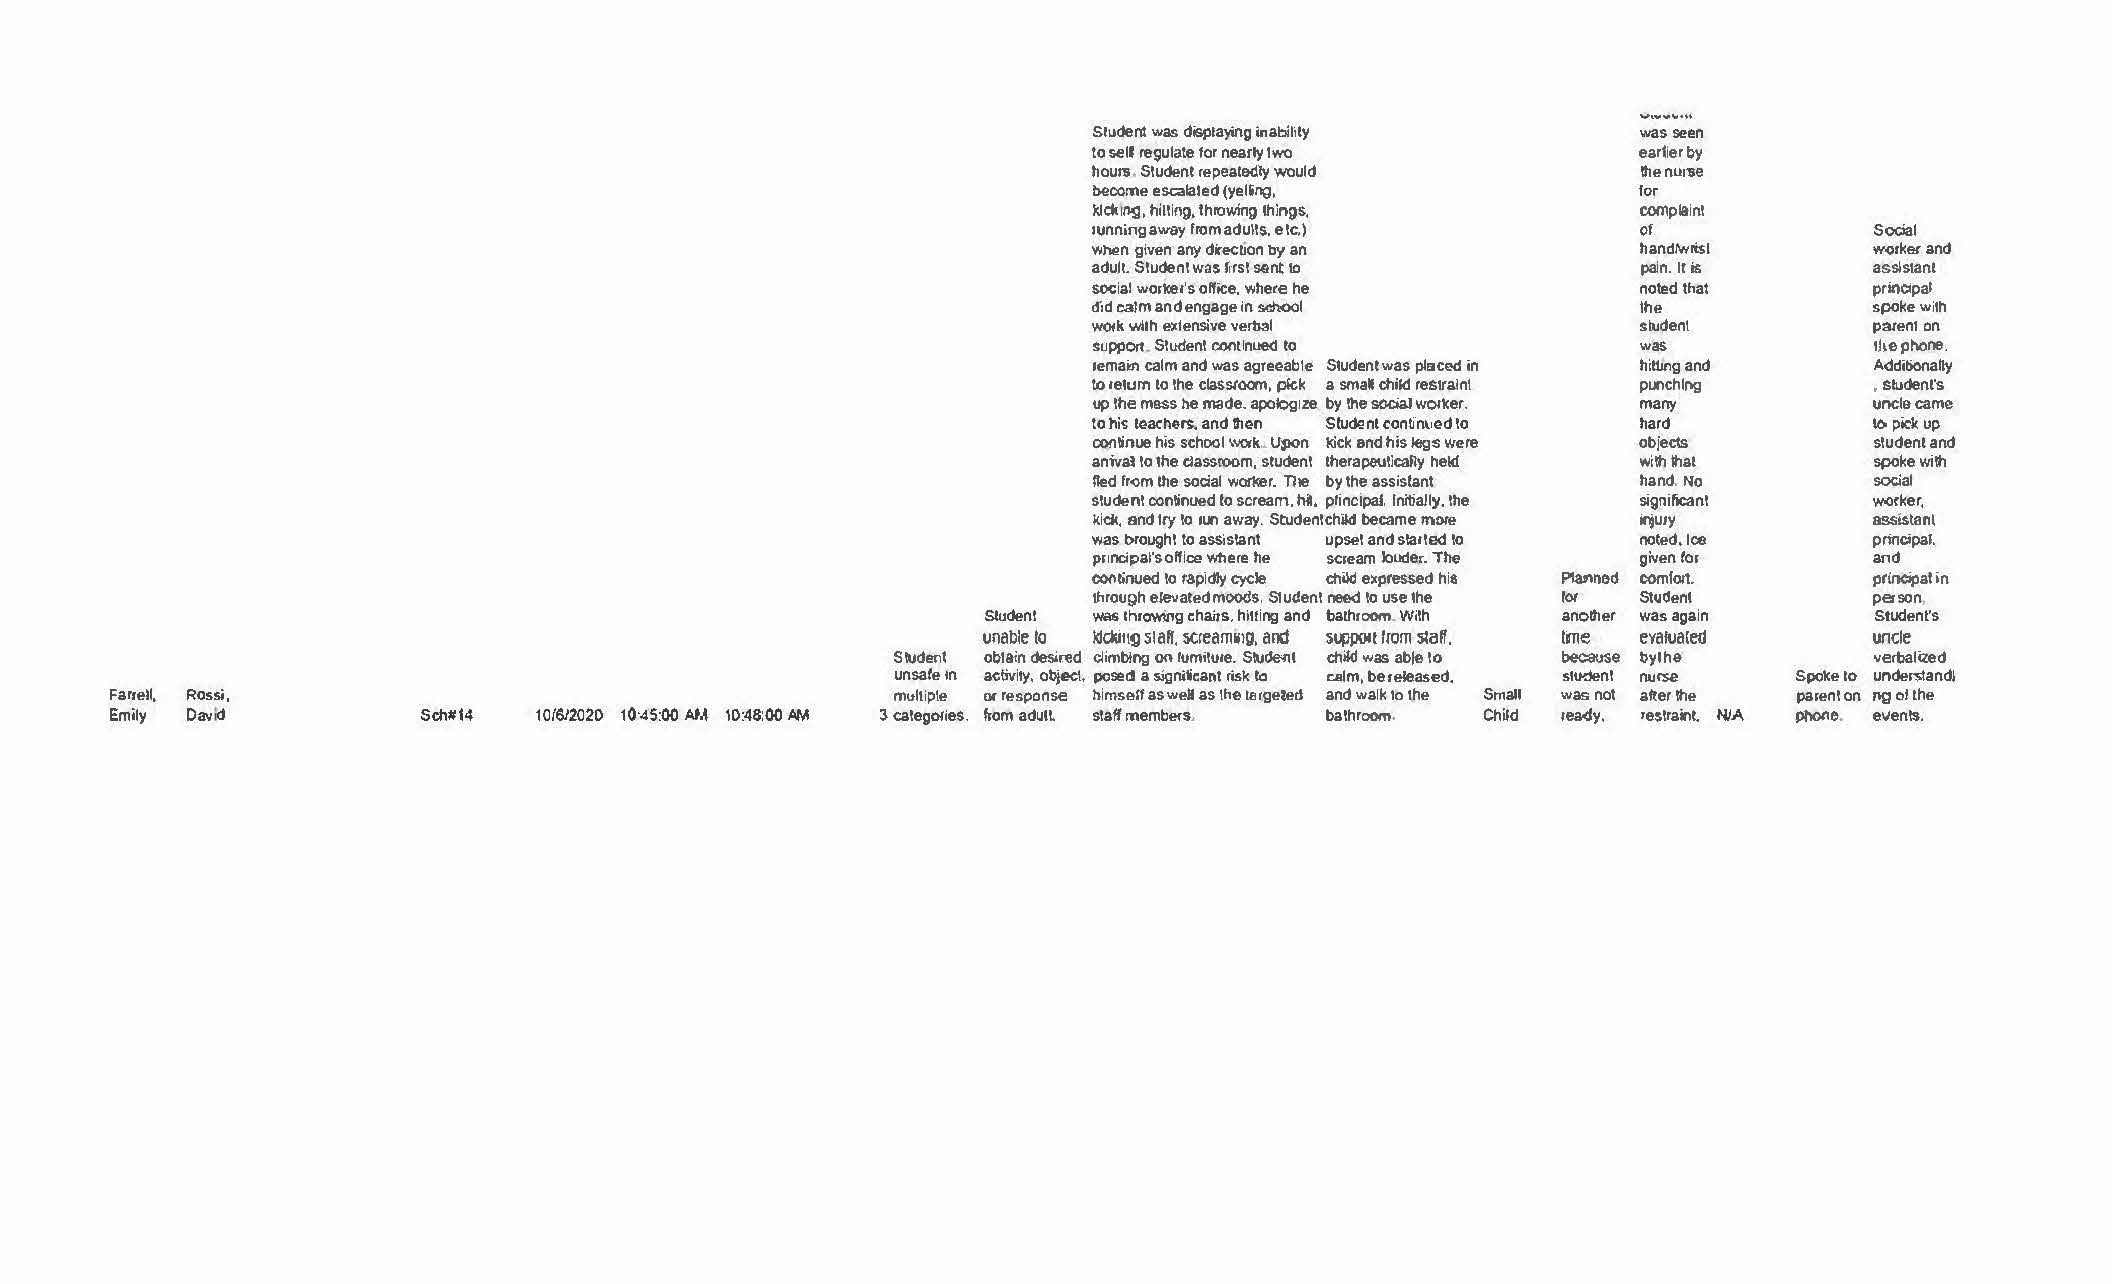 Farrell,
Emily
Rossi,
David
Sch#14
10/6/2020
10:45:00 AM
10:48:00 AM
3
Student
unsafe in
multiple
categories.
Student
unable to
obtain desired
activity, object,
or response
from adult.
Student was displaying inability
to self regulate for nearly two
hours. Student repeatedly would
become escalated (yelling,
kicking, hitting, throwing things,
running away from adults, etc.)
when given any direction by an
adult. Student was first sent to
social worker's office, where he
did calm and engage in school
work with extensive verbal
support. Student continued to
remain calm and was agreeable
to return to the classroom, pick
up the mess he made, apologize
to his teachers, and then
continue his school work. Upon
arrival to the classroom, student
fled from the social worker. The
student continued to scream, hit,
kick, and try to run away. Student
was brought to assistant
principal's office where he
continued to rapidly cycle
through elevated moods. Student
was throwing chairs, hitting and
kicking staff, screaming, and
climbing on furniture. Student
posed a significant risk to
himself as well as the targeted
staff members.
Student was placed in
a small child restraint
by the social worker.
Student continued to
kick and his legs were
therapeutically held
by the assistant
principal. Initially, the
child became more
upset and started to
scream louder. The
child expressed his
need to use the
bathroom. With
support from staff,
child was able to
calm, be released,
and walk to the
bathroom.
Small
Child
Planned
for
another
time
because
student
was not
ready.
was seen
earlier by
the nurse
for
complaint
of
hand/wrist
pain. It is
noted that
the
student
was
hitting and
punching
many
hard
objects
with that
hand. No
significant
injury
noted. Ice
given for
comfort.
Student
was again
evaluated
by the
nurse
after the
restraint.
N/A
Spoke to
parent on
phone.
Social
worker and
assistant
principal
spoke with
parent on
the phone.
Additionally
, student's
uncle came
to pick up
student and
spoke with
social
worker,
assistant
principal,
and
principal in
person.
Student's
uncle
verbalized
understandi
ng of the
events.